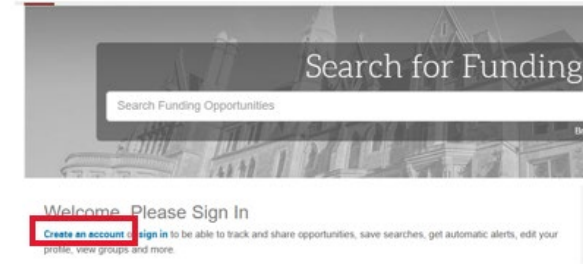 Search for Funding
Search Funding Opportunities
Welcome, Please Sign In
Create an account or sign in to be able to track and share opportunities, save searches, get automatic alerts, edit your
profile, view groups and more.